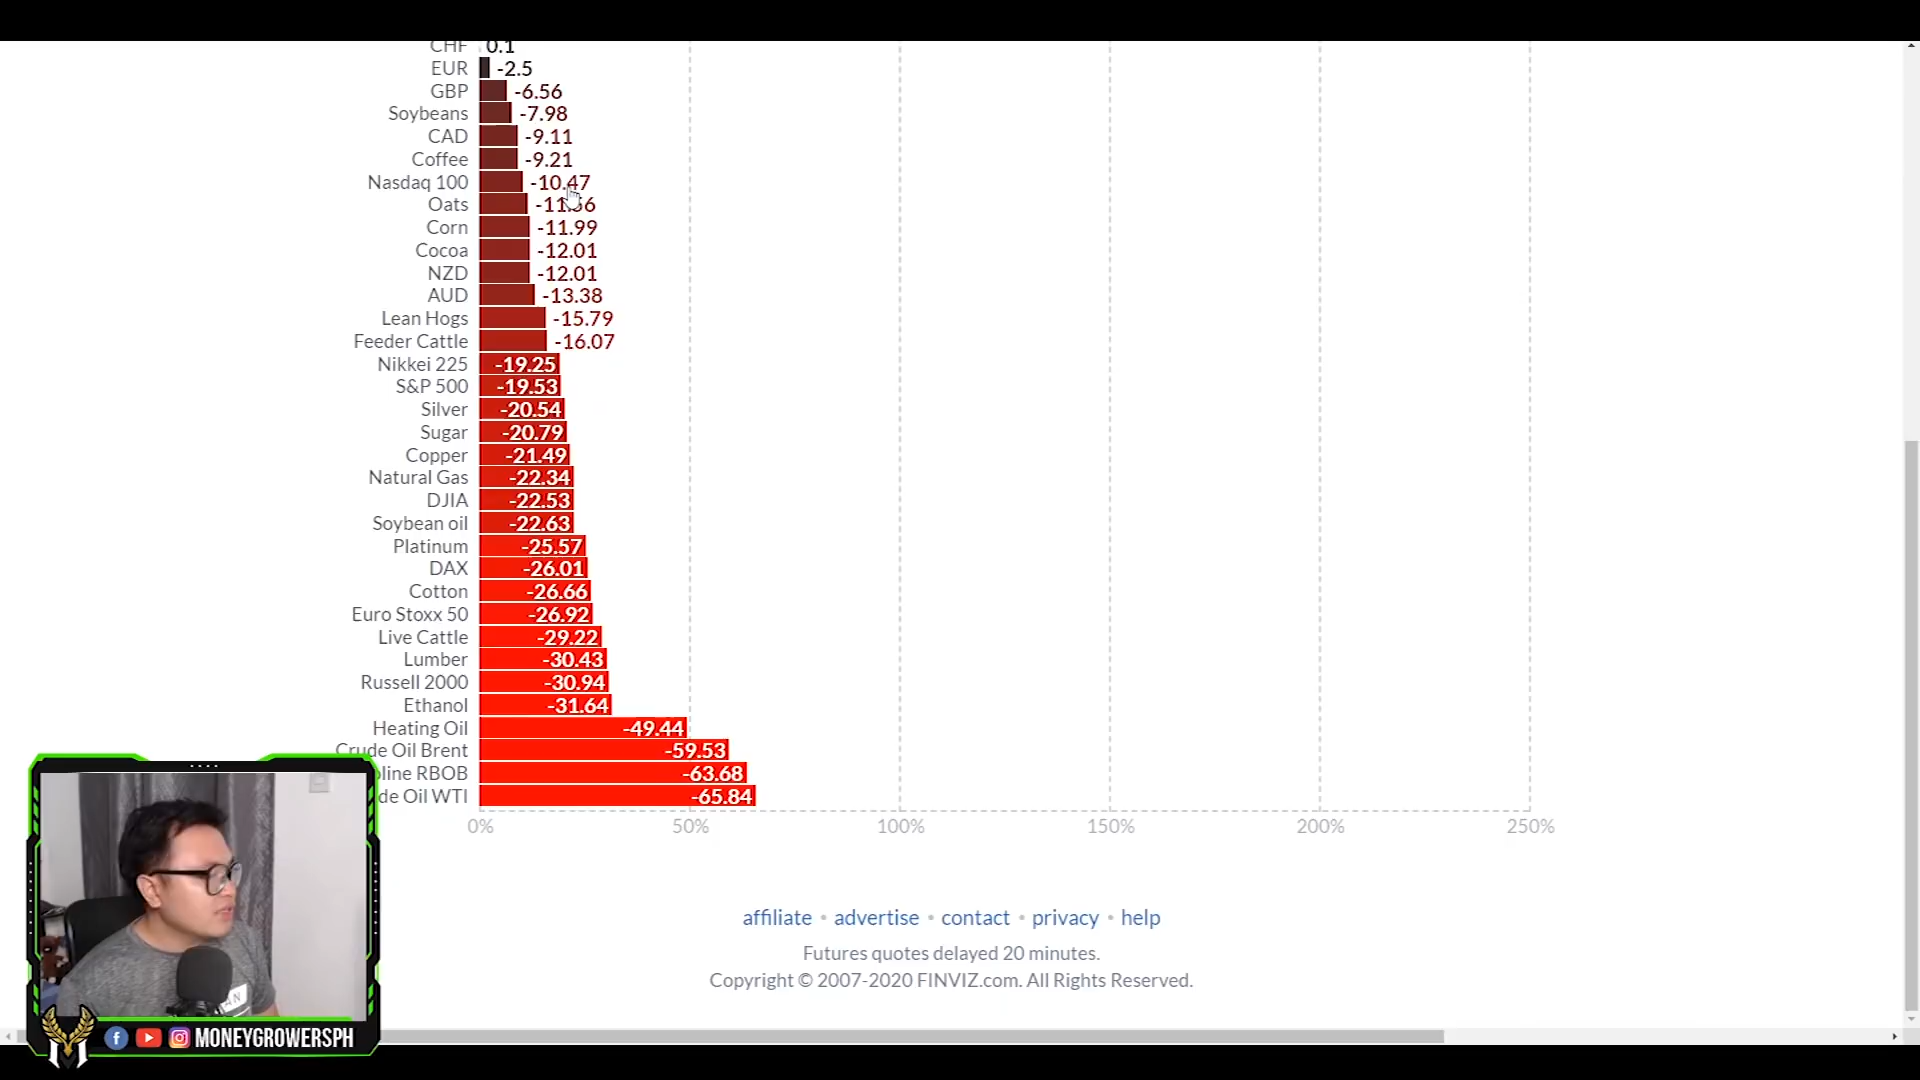 CHF 0.1
EUR -2.5
GBP -6.56
Soybeans -7.98
CAD -9.11
Coffee -9.21
Nasdaq 100 -10.47
Oats
Corn -11.99
Cocoa -12.01
NZD -12.01
AUD -13.38
Lean Hogs -15.79
Feeder Cattle -16.07
Nikkei 225 -19.25
S&P 500 -19.53
Silver -20.54
Sugar -20.79
Copper -21.49
Natural Gas -22.34
DJIA -22.53
Soybean oil -22.63
Platinum -25.57
DAX -26.01
Cotton -26.66
Euro Stoxx 50 -26.92
Live Cattle -29.22
Lumber -30.43
Russell 2000 -30.94
Ethanol -31.64
Heating Oil -49.44
Crude Oil Brent -59.53
line RBOB -63.68
de Oil WTI -65.84
0% 50% 100% 150% 200% 250%
affiliate • advertise • contact • privacy • help
Futures quotes delayed 20 minutes.
Copyright © 2007-2020 FINVIZ.com. All Rights Reserved.
MONEYGROWERSPH